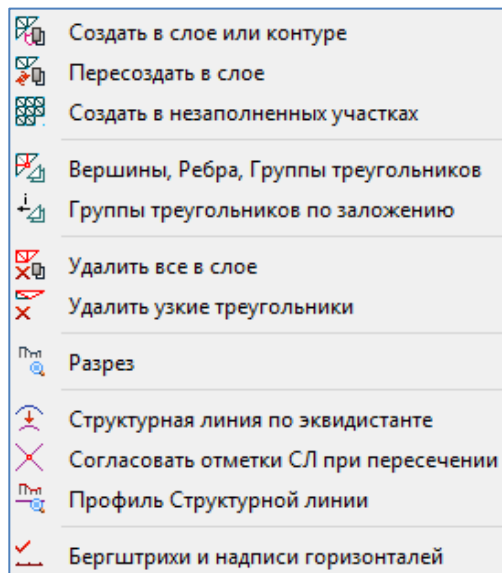 Создать в слое или контуре
Пересоздать в слое
Создать в незаполненных участках
Вершины, Ребра, Группы треугольников
Группы треугольников по заложению
Удалить все в слое
Удалить узкие треугольники
Разрез
Структурная линия по эквидистанте
Согласовать отметки СЛ при пересечении
Профиль Структурной линии
Бергштрихи и надписи горизонталей